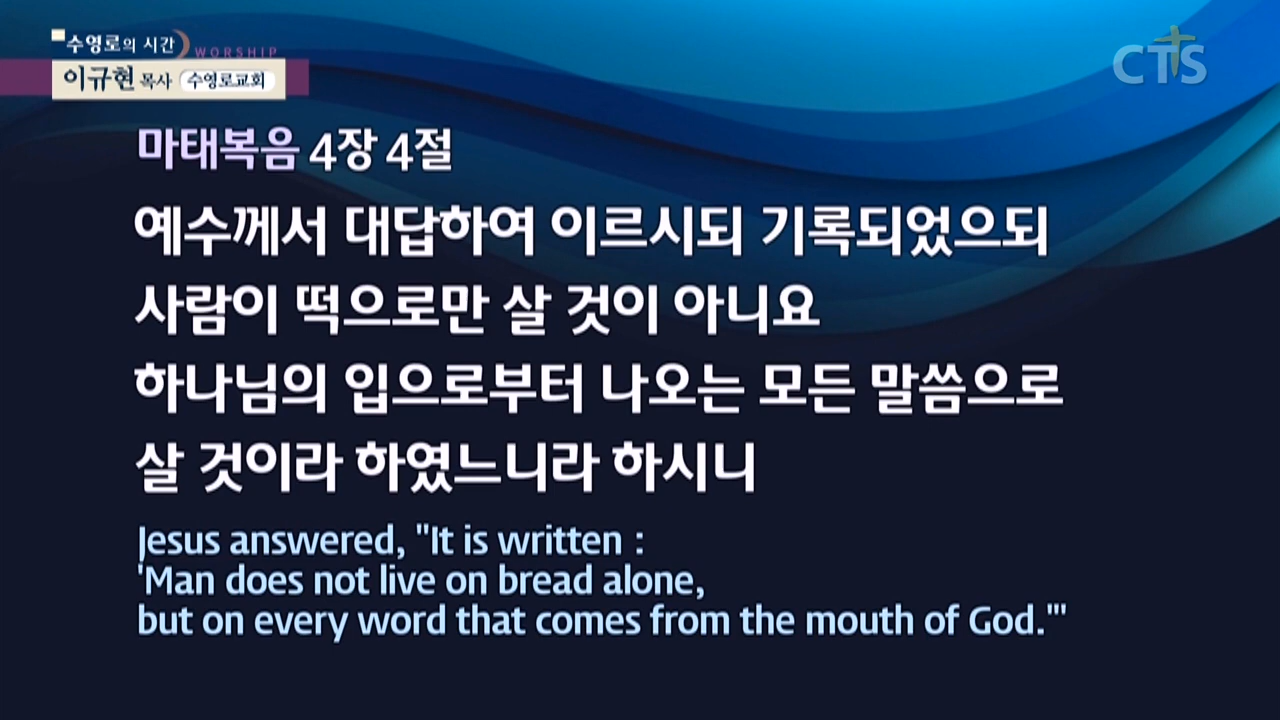 수영로의 시간
WORSHIP
이규현 목사 수영로교회
CTS
마태복음 4장 4절
예수께서 대답하여 이르시되 기록되었으되
사람이 떡으로만 살 것이 아니요
하나님의 입으로부터 나오는 모든 말씀으로
살 것이라 하였느니라 하시니
Jesus answered, "It is written :
'Man does not live on bread alone,
but on every word that comes from the mouth of God.'"